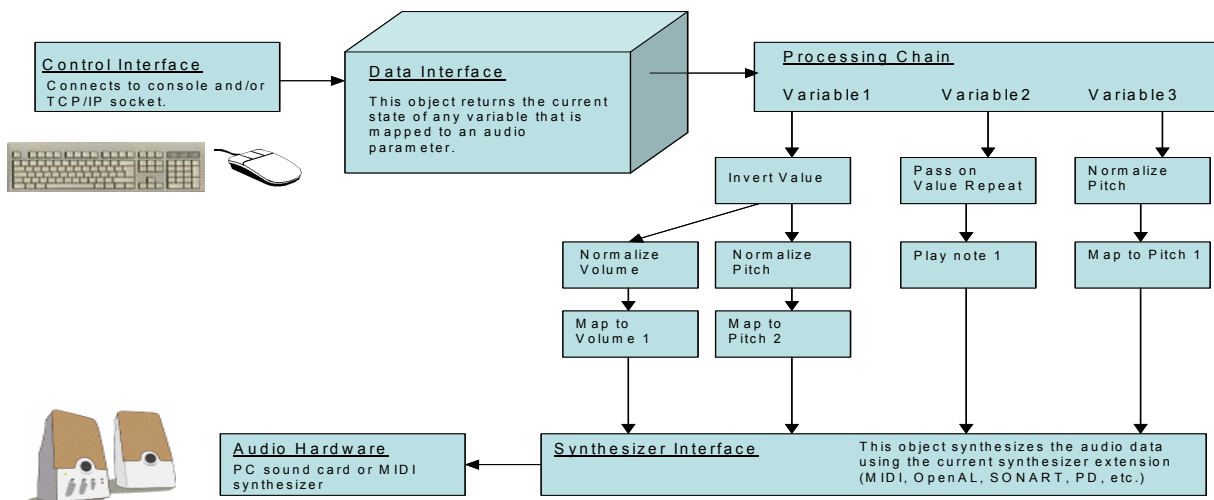 Control Interface
Connects to console and/or
TCP/IP socket.
Data Interface
This object returns the current
state of any variable that is
mapped to an audio
parameter.
Processing Chain
Variable1
Variable2
Variable3
Invert Value
Pass on
Value Repeat
Normalize
Pitch
Normalize
Volume
Normalize
Pitch
Play note 1
Map to Pitch 1
Map to
Volume 1
Map to
Pitch 2
Audio Hardware
PC sound card or MIDI
synthesizer
Synthesizer Interface
This object synthesizes the audio data
using the current synthesizer extension
(MIDI, OpenAL, SONART, PD, etc.)